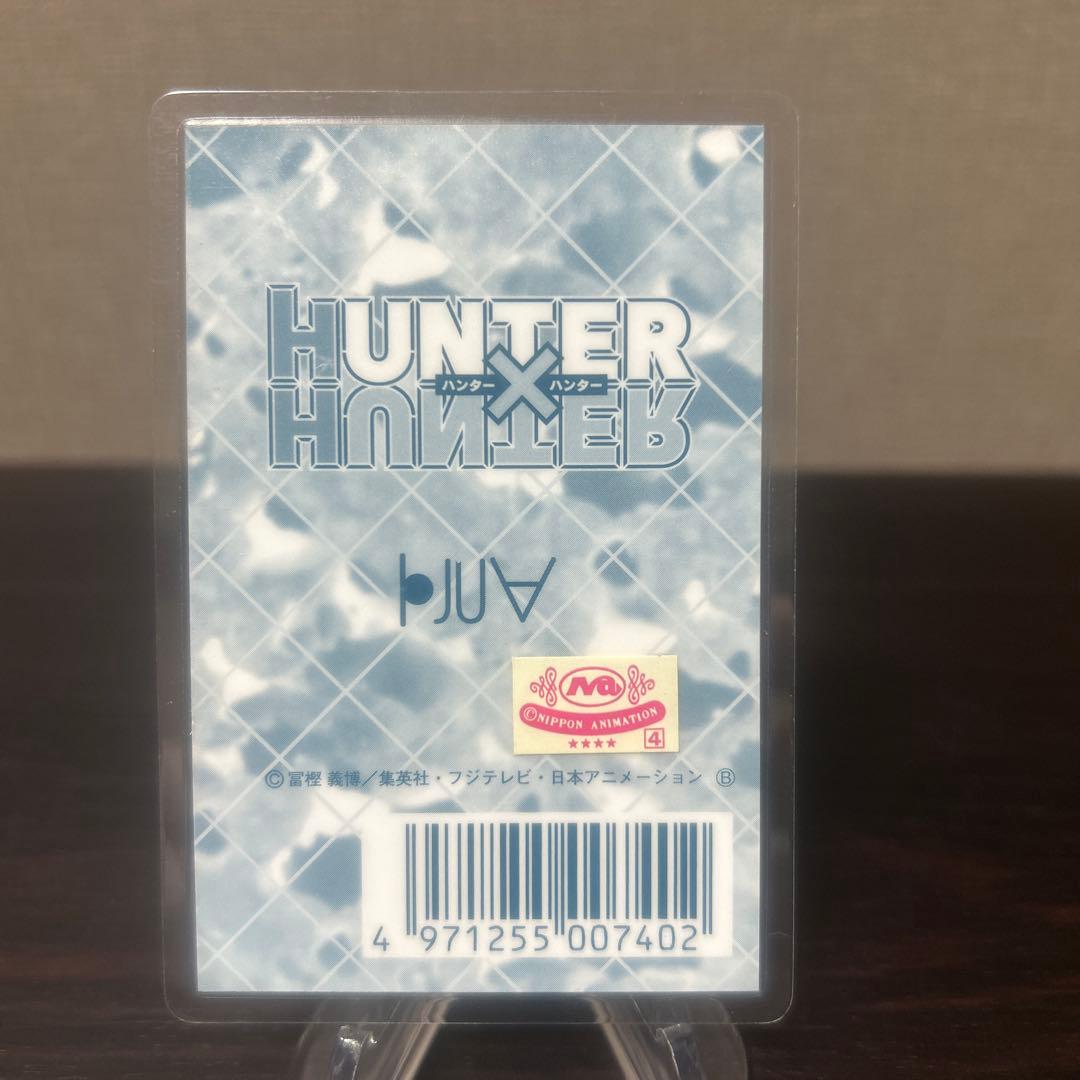 HUNTER
ハンター×ハンター
HUNTER
Na
©NIPPON ANIMATION
★★★★ 4
©冨樫 義博／集英社・フジテレビ・日本アニメーション Ⓑ
4 971255 007402